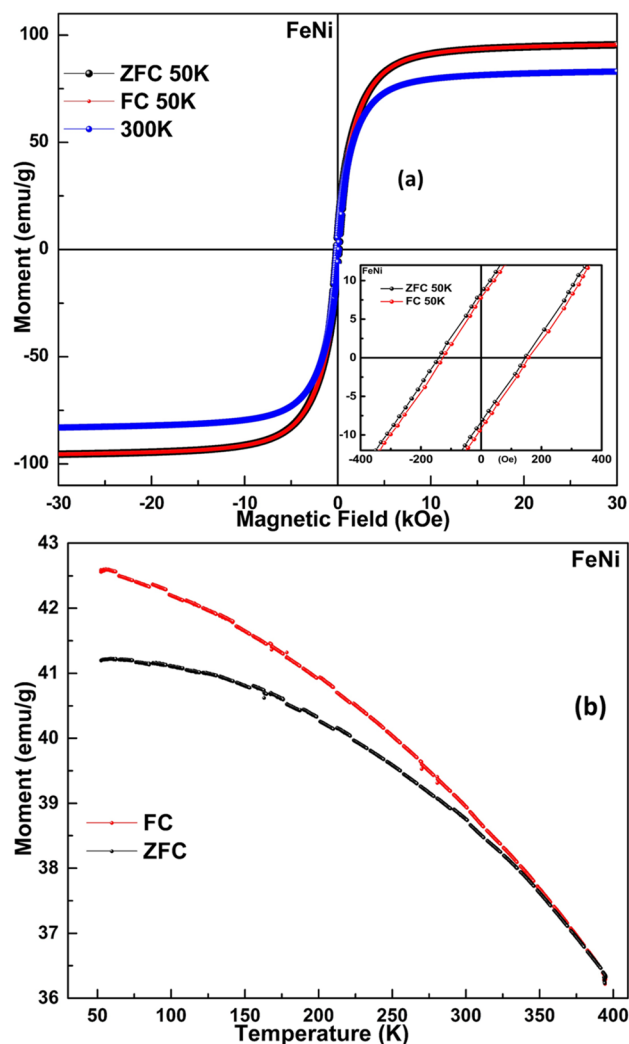 FeNi
ZFC 50K
FC 50K
300K
(a)
Moment (emu/g)
100
50
0
-50
-100
-30
-20
-10
0
10
20
30
Magnetic Field (kOe)
FeNi
ZFC 50K
FC 50K
10
5
0
-5
-10
-400
-200
0
(Oe)
200
400
FeNi
(b)
FC
ZFC
Moment (emu/g)
43
42
41
40
39
38
37
36
50
100
150
200
250
300
350
400
Temperature (K)